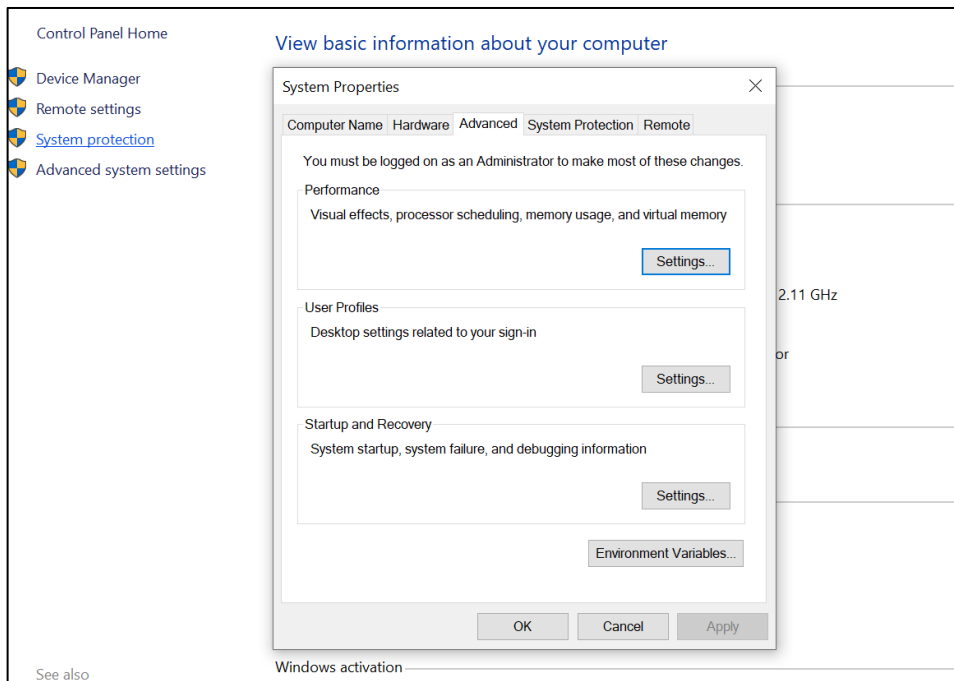 Control Panel Home
Device Manager
Remote settings
System protection
Advanced system settings
See also
View basic information about your computer
System Properties
Computer Name Hardware Advanced System Protection Remote
You must be logged on as an Administrator to make most of these changes.
Performance
Visual effects, processor scheduling, memory usage, and virtual memory
Settings...
User Profiles
Desktop settings related to your sign-in
Settings...
Startup and Recovery
System startup, system failure, and debugging information
Settings...
Environment Variables...
OK Cancel Apply
2.11 GHz
or
Windows activation